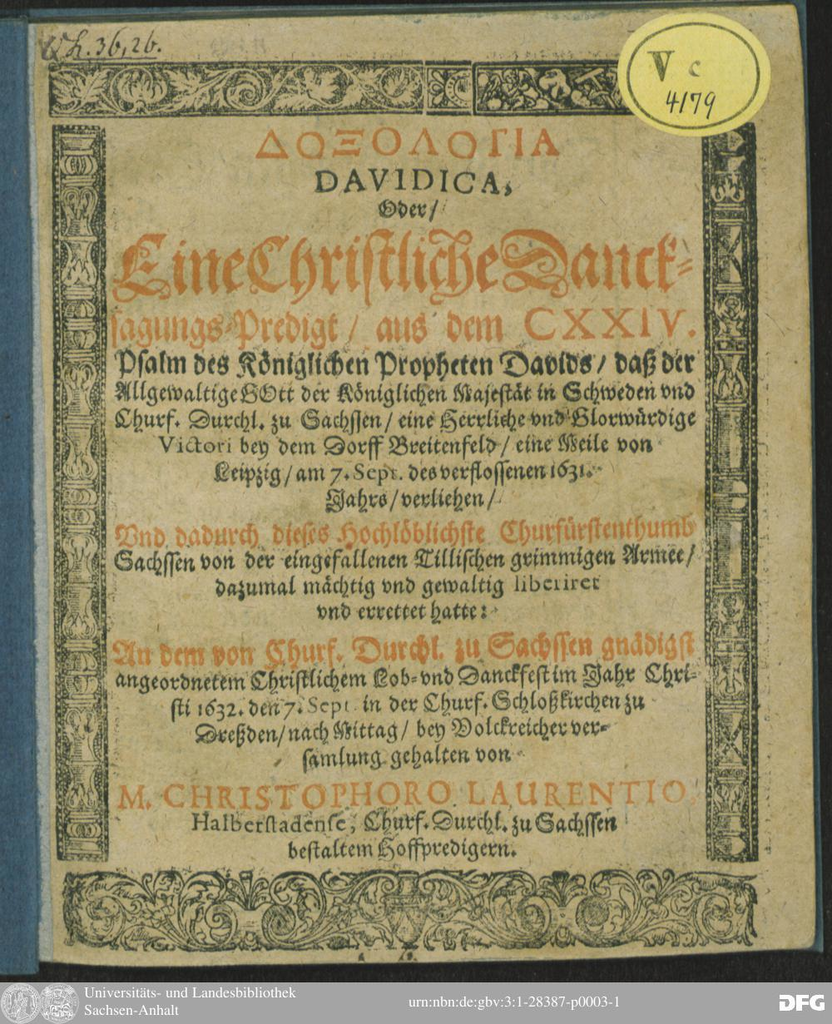 Wh. 36, 26.
V c
4179
ΔΟΞΟΛΟΓΙΑ
DAVIDICA,
Oder/
Eine Christliche Danck-
sagungs-Predigt/ aus dem CXXIV.
Psalm des Königlichen Propheten Davids/ daß der
Allgewaltige GOtt der Königlichen Majestät in Schweden vnd
Churf. Durchl. zu Sachssen/ eine Herrliche vnd Glorwürdige
Victori bey dem Dorff Breitenfeld/ eine Meile von
Leipzig/ am 7. Sept. des verflossenen 1631.
Jahrs/ verliehen/
Vnd dadurch dieses Hochlöblichste Churfürstenthumb
Sachssen von der eingefallenen Tillischen grimmigen Armee/
dazumal mächtig vnd gewaltig liberiret
vnd errettet hatte:
An dem von Churf. Durchl. zu Sachssen gnädigst
angeordnetem Christlichem Lob- vnd Danckfest im Jahr Chri-
sti 1632. den 7. Sept. in der Churf. Schloßkirchen zu
Dreßden/ nach Mittag/ bey Volckreicher ver-
samlung gehalten von
M. CHRISTOPHORO LAURENTIO
Halberstadense, Churf. Durchl. zu Sachssen
bestaltem Hoffpredigern.
Universitäts- und Landesbibliothek
Sachsen-Anhalt
urn:nbn:de:gbv:3:1-28387-p0003-1
DFG